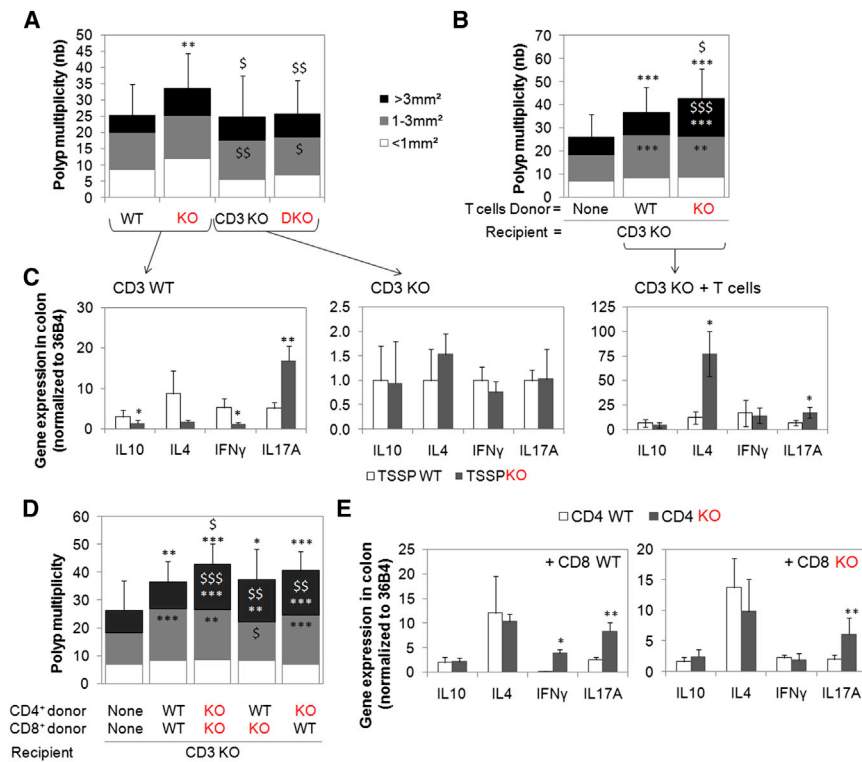 A
Polyp multiplicity (nb)
50
45
40
35
30
25
20
15
10
5
0
**
$
$$
$$
$
WT KO CD3 KO DKO
>3mm²
1-3mm²
<1mm²
B
Polyp multiplicity (nb)
70
60
50
40
30
20
10
0
$
*** ***
$$$
***
*** **
T cells Donor = None WT KO
Recipient = CD3 KO
C
CD3 WT
Gene expression in colon
(normalized to 36B4)
30
20
10
0
* * **
IL10 IL4 IFNγ IL17A
CD3 KO
2.5
2.0
1.5
1.0
0.5
0.0
IL10 IL4 IFNγ IL17A
CD3 KO + T cells
125
100
75
50
25
0
* *
IL10 IL4 IFNγ IL17A
TSSP WT TSSP KO
D
Polyp multiplicity
60
50
40
30
20
10
0
$
** *** * ***
$$$ $$ $$
*** ** ***
*** ** $ ***
CD4⁺ donor None WT KO WT KO
CD8⁺ donor None WT KO KO WT
Recipient CD3 KO
E
CD4 WT CD4 KO
Gene expression in colon
(normalized to 36B4)
+ CD8 WT
25
20
15
10
5
0
* **
IL10 IL4 IFNγ IL17A
+ CD8 KO
20
15
10
5
0
**
IL10 IL4 IFNγ IL17A